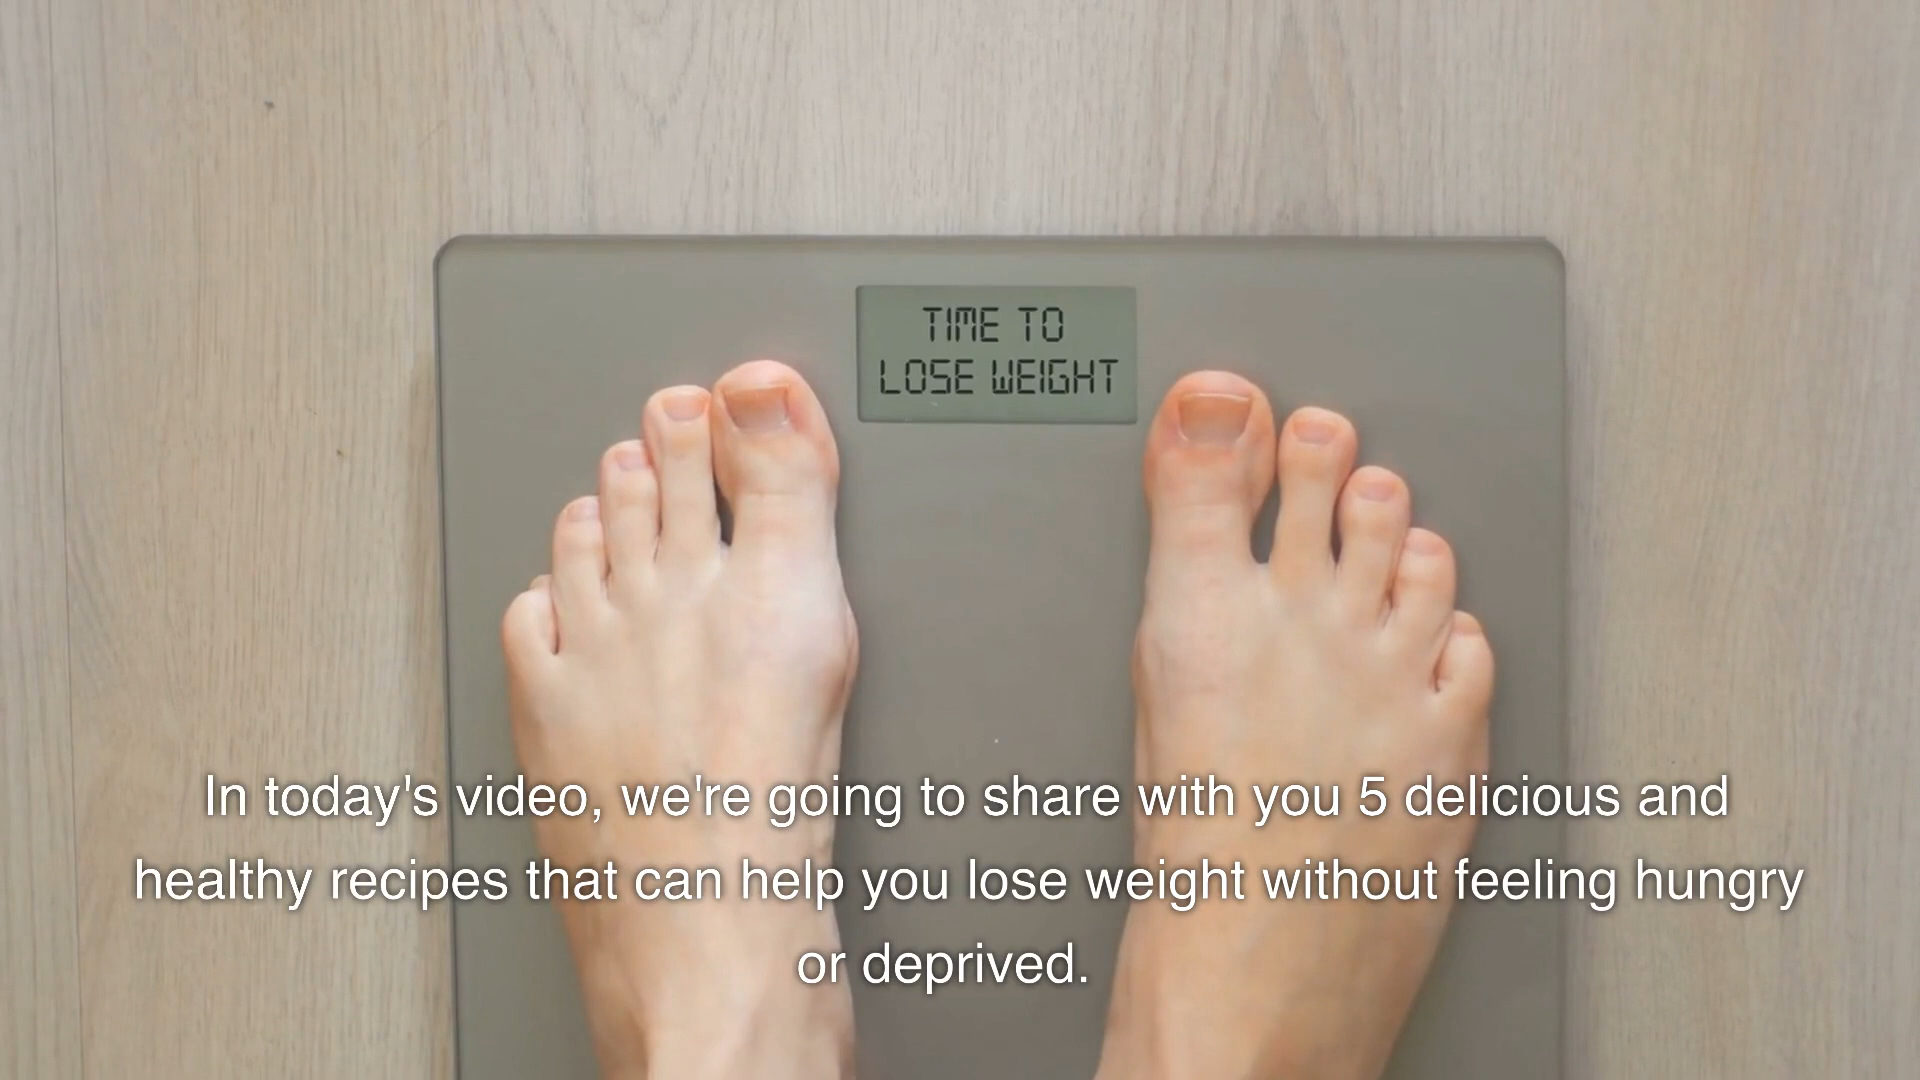 TIME TO
LOSE WEIGHT
In today's video, we're going to share with you 5 delicious and
healthy recipes that can help you lose weight without feeling hungry
or deprived.